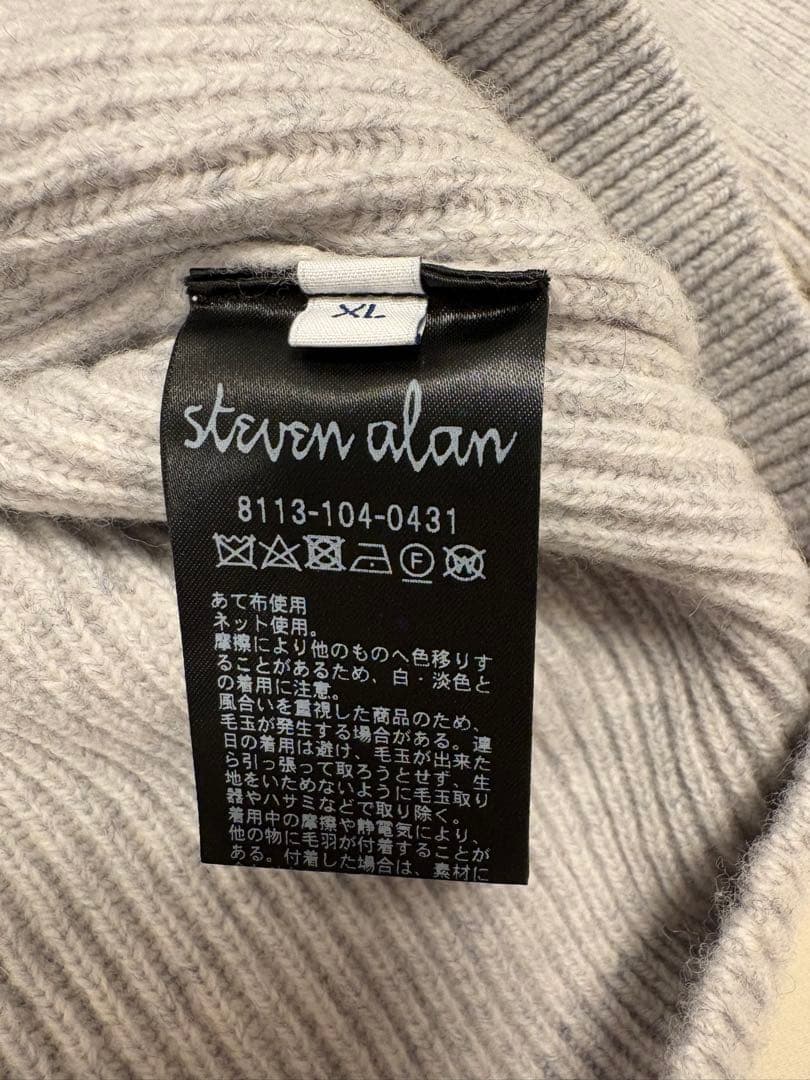 XL
steven alan
8113-104-0431
F W
あて布使用
ネット使用。
摩擦により他のものへ色移りす
ることがあるため、白・淡色と
の着用に注意。
風合いを重視した商品のため、
毛玉が発生する場合がある。連
日の着用は避け、毛玉が出来た
ら引っ張って取ろうとせず、生
地をいためないように毛玉取り
器やハサミなどで取り除く。
着用中の摩擦や静電気により、
他の物に毛羽が付着することが
ある。付着した場合は、素材に